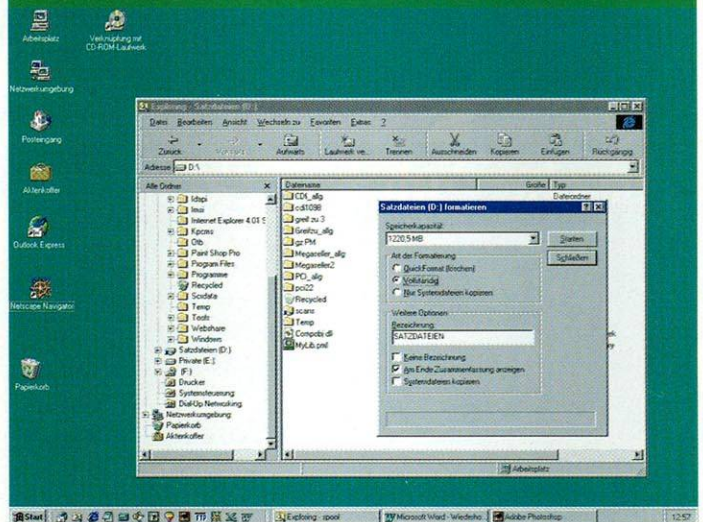 Arbeitsplatz
Verknüpfung mit
CD-ROM-Laufwerk
Netzwerkumgebung
Posteingang
Aktenkoffer
Outlook Express
Netscape Navigator
Papierkorb
Exploring - Satzdateien (D:)
Datei Bearbeiten Ansicht Wechseln zu Favoriten Extras ?
Zurück Aufwärts Laufwerk ve... Trennen Ausschneiden Kopieren Einfügen Rückgängig
Adresse D:\
Alle Ordner x
Idapi
Internet Explorer 4.01 S
Kpcms
Paint Shop Pro
Program Files
Programme
Recycled
Scsdata
Temp
Tools
Webshare
Windows
Satzdateien (D:)
Private (E:)
(F:)
Drucker
Systemsteuerung
Dial-Up Networking
Netzwerkumgebung
Papierkorb
Aktenkoffer
Dateiname Größe Typ
CDI_allg Dateiordner
cdi1098
greif zu 3
Greifzu_allg
gz PM
Megaseller_allg
Megaseller2
PCI_allg
pci22
Recycled
scans
Temp
Compobj.dll
MyLib.pml
Satzdateien (D:) formatieren
Speicherkapazität:
1220,5 MB
Starten
Schließen
Art der Formatierung
QuickFormat (löschen)
Vollständig
Nur Systemdateien kopieren
Weitere Optionen
Bezeichnung:
SATZDATEIEN
Keine Bezeichnung
Am Ende Zusammenfassung anzeigen
Systemdateien kopieren
Arbeitsplatz
Start
Exploring - spool
Microsoft Word - Wiederho...
Adobe Photoshop
12:57